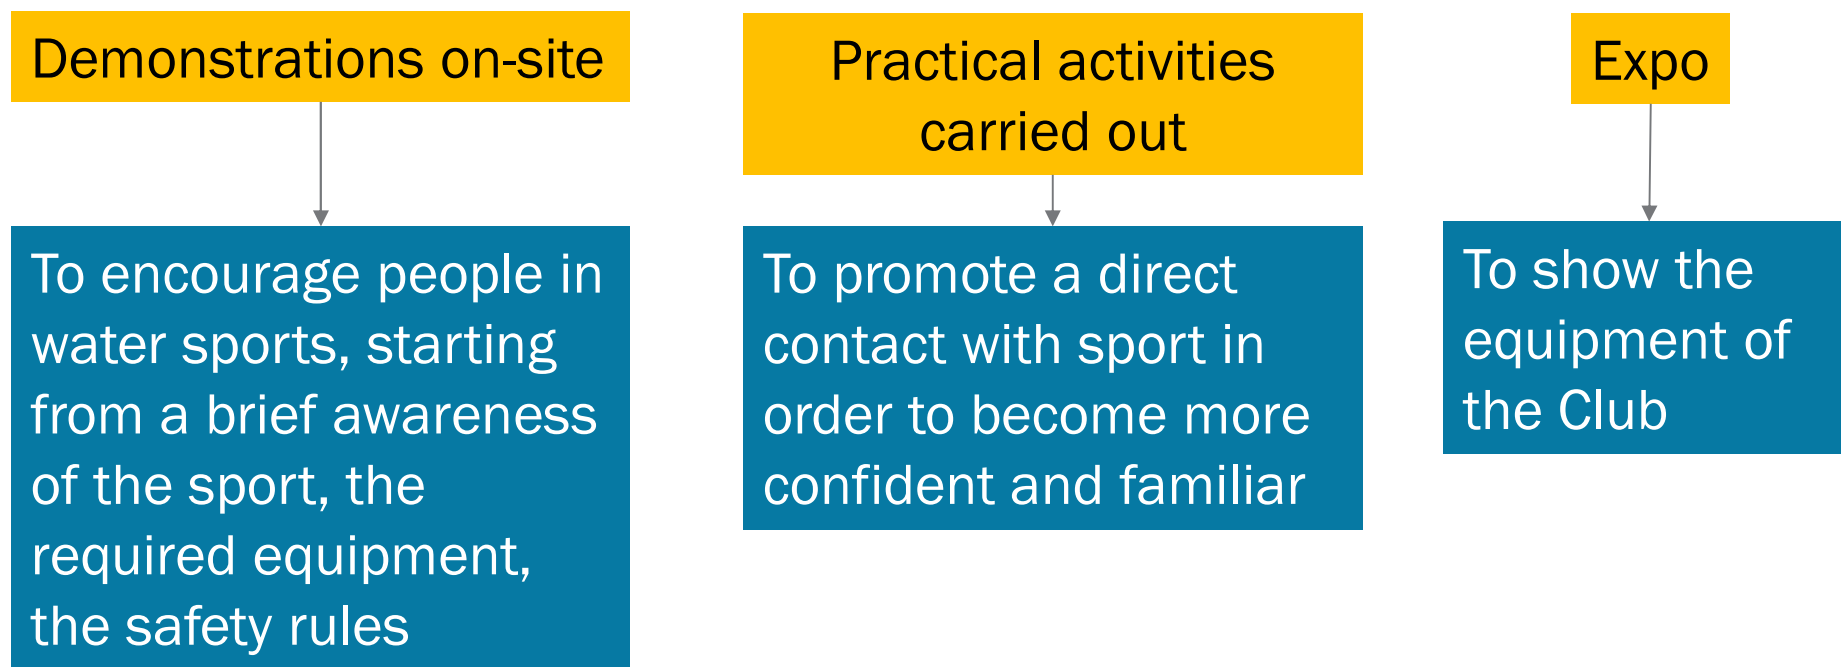 Demonstrations on-site
To encourage people in
water sports, starting
from a brief awareness
of the sport, the
required equipment,
the safety rules
Practical activities
carried out
To promote a direct
contact with sport in
order to become more
confident and familiar
Expo
To show the
equipment of
the Club